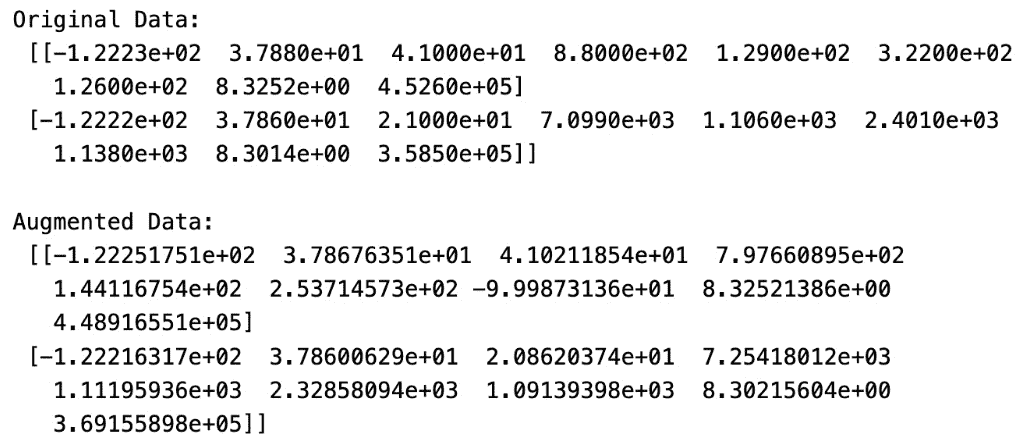 Original Data:
[[-1.2223e+02 3.7880e+01 4.1000e+01 8.8000e+02 1.2900e+02 3.2200e+02
1.2600e+02 8.3252e+00 4.5260e+05]
[-1.2222e+02 3.7860e+01 2.1000e+01 7.0990e+03 1.1060e+03 2.4010e+03
1.1380e+03 8.3014e+00 3.5850e+05]]
Augmented Data:
[[-1.22251751e+02 3.78676351e+01 4.10211854e+01 7.97660895e+02
1.44116754e+02 2.53714573e+02 -9.99873136e+01 8.32521386e+00
4.48916551e+05]
[-1.22216317e+02 3.78600629e+01 2.08620374e+01 7.25418012e+03
1.11195936e+03 2.32858094e+03 1.09139398e+03 8.30215604e+00
3.69155898e+05]]